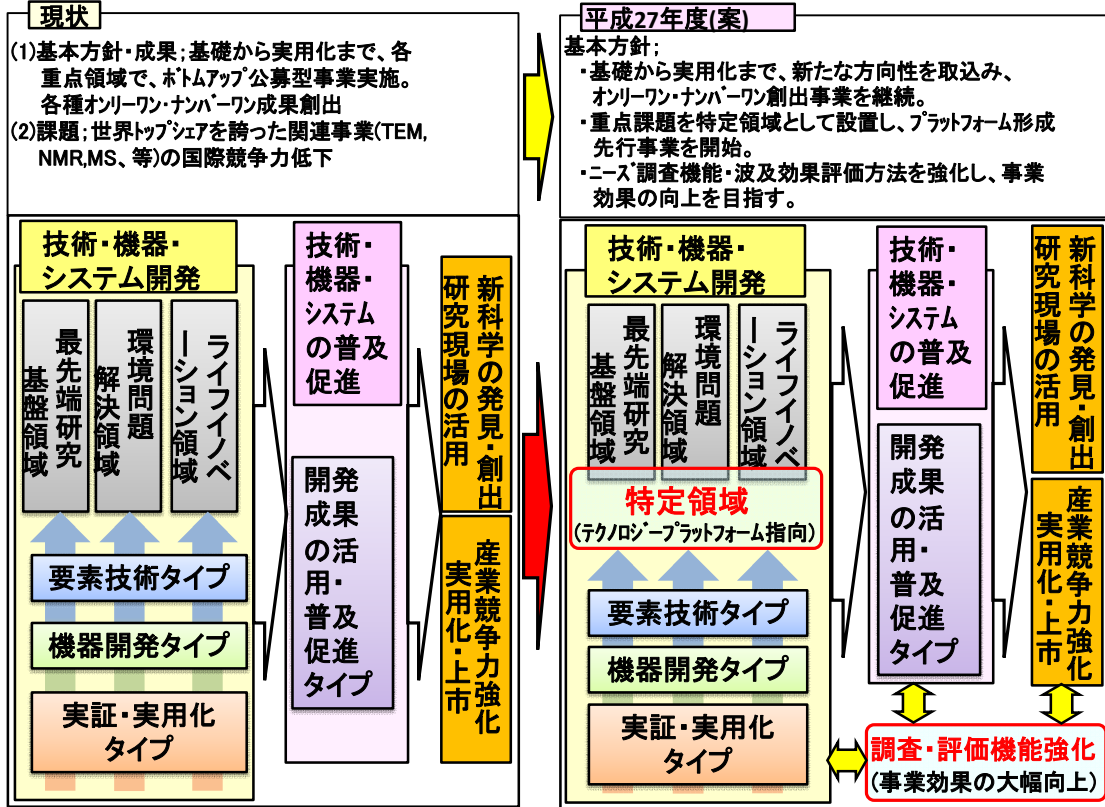 現状
(1)基本方針・成果；基礎から実用化まで、各
重点領域で、ﾎﾞﾄﾑｱｯﾌﾟ公募型事業実施。
各種オンリーワン・ナンバーワン成果創出
(2)課題；世界トップシェアを誇った関連事業(TEM,
NMR,MS、等)の国際競争力低下
技術・機器・
システム開発
最先端研究
基盤領域
環境問題
解決領域
ライフイノベ
ーション領域
要素技術タイプ
機器開発タイプ
実証・実用化
タイプ
技術・
機器・
システム
の普及
促進
開発
成果
の活
用・
普及
促進
タイプ
新科学の発見・創出
研究現場の活用
産業競争力強化
実用化・上市
平成27年度(案)
基本方針；
・基礎から実用化まで、新たな方向性を取込み、
オンリーワン・ナンバーワン創出事業を継続。
・重点課題を特定領域として設置し、プラットフォーム形成
先行事業を開始。
・ニーズ調査機能・波及効果評価方法を強化し、事業
効果の向上を目指す。
技術・機器・
システム開発
最先端研究
基盤領域
環境問題
解決領域
ライフイノベ
ーション領域
特定領域
(テクノロジープラットフォーム指向)
要素技術タイプ
機器開発タイプ
実証・実用化
タイプ
技術・
機器・
システム
の普及
促進
開発
成果
の活
用・
普及
促進
タイプ
新科学の発見・創出
研究現場の活用
産業競争力強化
実用化・上市
調査・評価機能強化
(事業効果の大幅向上)